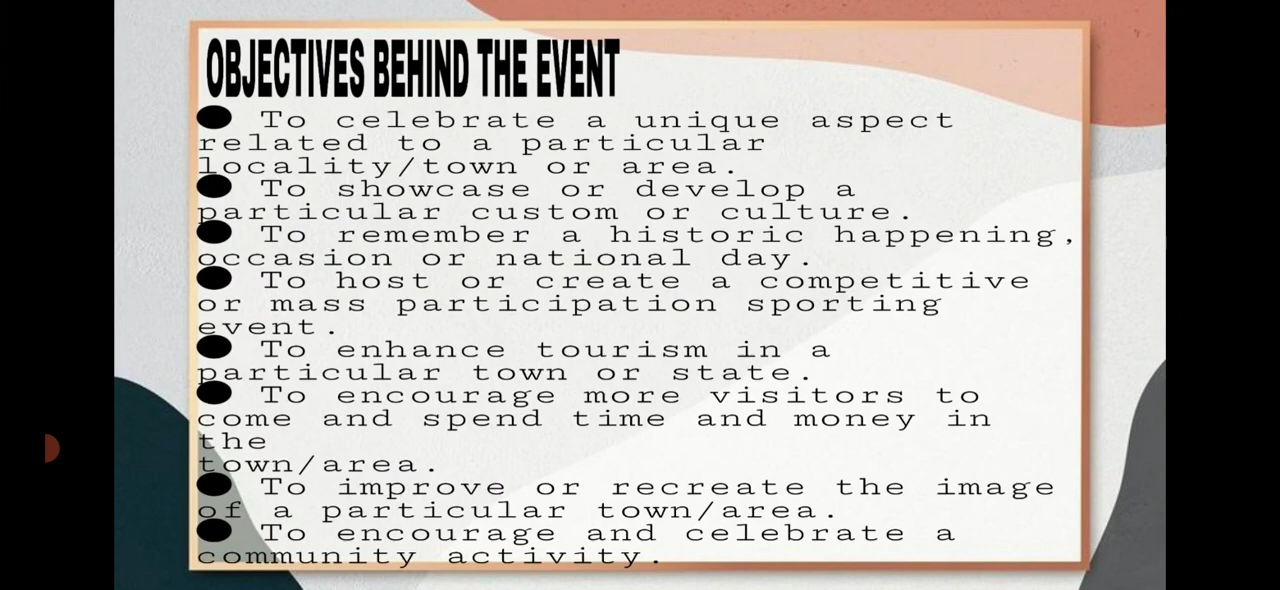 OBJECTIVES BEHIND THE EVENT
● To celebrate a unique aspect
related to a particular
locality/town or area.
● To showcase or develop a
particular custom or culture.
● To remember a historic happening,
occasion or national day.
● To host or create a competitive
or mass participation sporting
event.
● To enhance tourism in a
particular town or state.
● To encourage more visitors to
come and spend time and money in
the
town/area.
● To improve or recreate the image
of a particular town/area.
● To encourage and celebrate a
community activity.